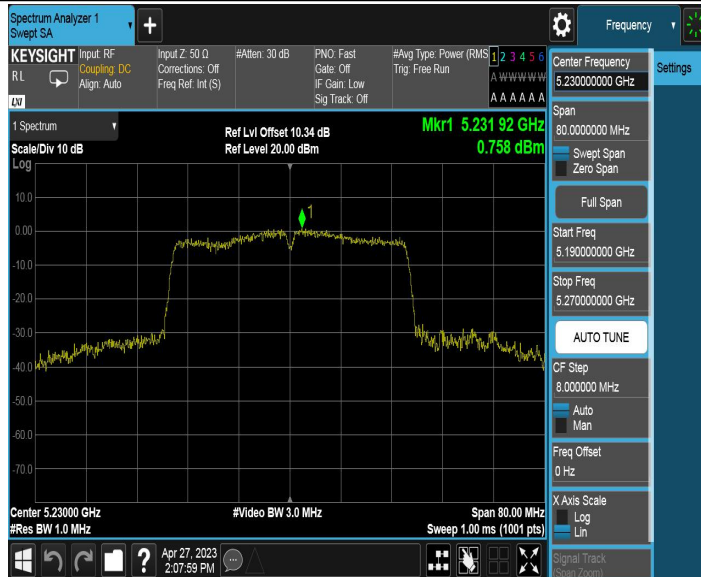 Spectrum Analyzer 1
Swept SA
+
Frequency
KEYSIGHT
RL
LXI
Input: RF
Coupling: DC
Align: Auto
Input Z: 50 Ω
Corrections: Off
Freq Ref: Int (S)
#Atten: 30 dB
PNO: Fast
Gate: Off
IF Gain: Low
Sig Track: Off
#Avg Type: Power (RMS
Trig: Free Run
1 2 3 4 5 6
A W W W W W
A A A A A A
1 Spectrum
Scale/Div 10 dB
Log
Ref Lvl Offset 10.34 dB
Ref Level 20.00 dBm
Mkr1 5.231 92 GHz
0.758 dBm
1
10.0
0.00
-10.0
-20.0
-30.0
-40.0
-50.0
-60.0
-70.0
Center 5.23000 GHz
#Res BW 1.0 MHz
#Video BW 3.0 MHz
Span 80.00 MHz
Sweep 1.00 ms (1001 pts)
Center Frequency
5.230000000 GHz
Settings
Span
80.0000000 MHz
Swept Span
Zero Span
Full Span
Start Freq
5.190000000 GHz
Stop Freq
5.270000000 GHz
AUTO TUNE
CF Step
8.000000 MHz
Auto
Man
Freq Offset
0 Hz
X Axis Scale
Log
Lin
Signal Track
(Span Zoom)
?
Apr 27, 2023
2:07:59 PM